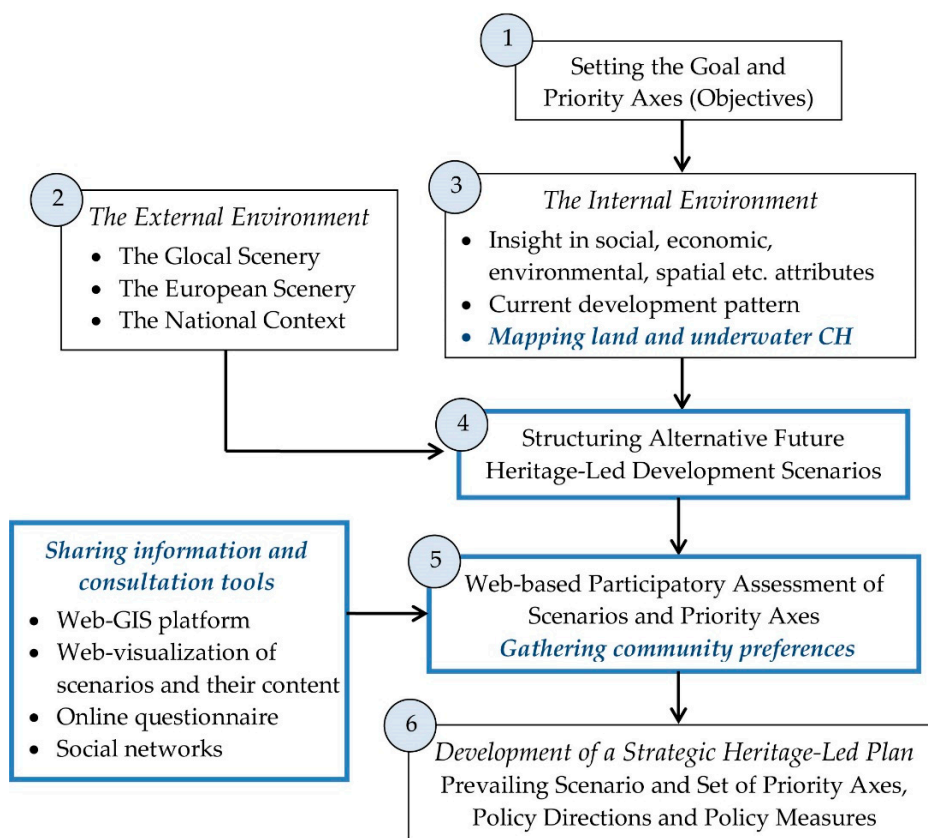 1
Setting the Goal and
Priority Axes (Objectives)
2
The External Environment
• The Glocal Scenery
• The European Scenery
• The National Context
3
The Internal Environment
• Insight in social, economic,
environmental, spatial etc. attributes
• Current development pattern
• Mapping land and underwater CH
4
Structuring Alternative Future
Heritage-Led Development Scenarios
Sharing information and
consultation tools
• Web-GIS platform
• Web-visualization of
scenarios and their content
• Online questionnaire
• Social networks
5
Web-based Participatory Assessment of
Scenarios and Priority Axes
Gathering community preferences
6
Development of a Strategic Heritage-Led Plan
Prevailing Scenario and Set of Priority Axes,
Policy Directions and Policy Measures